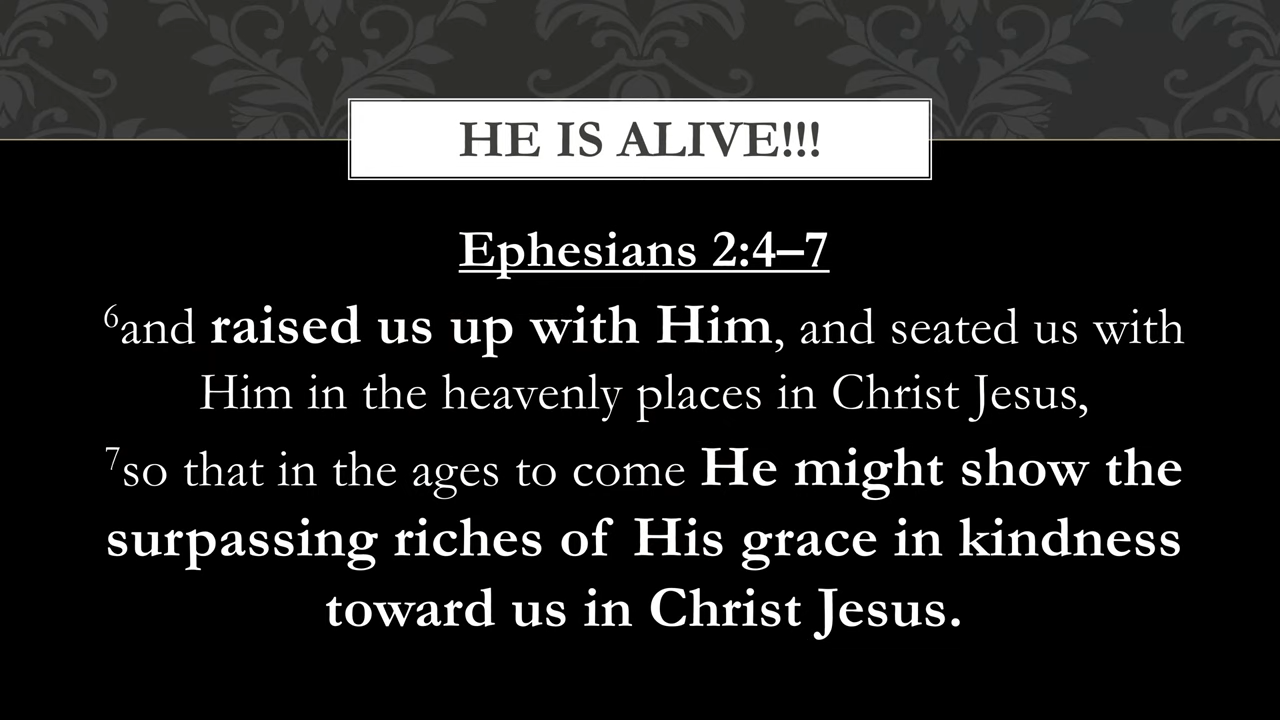 HE IS ALIVE!!!
Ephesians 2:4–7
⁶and raised us up with Him, and seated us with
Him in the heavenly places in Christ Jesus,
⁷so that in the ages to come He might show the
surpassing riches of His grace in kindness
toward us in Christ Jesus.